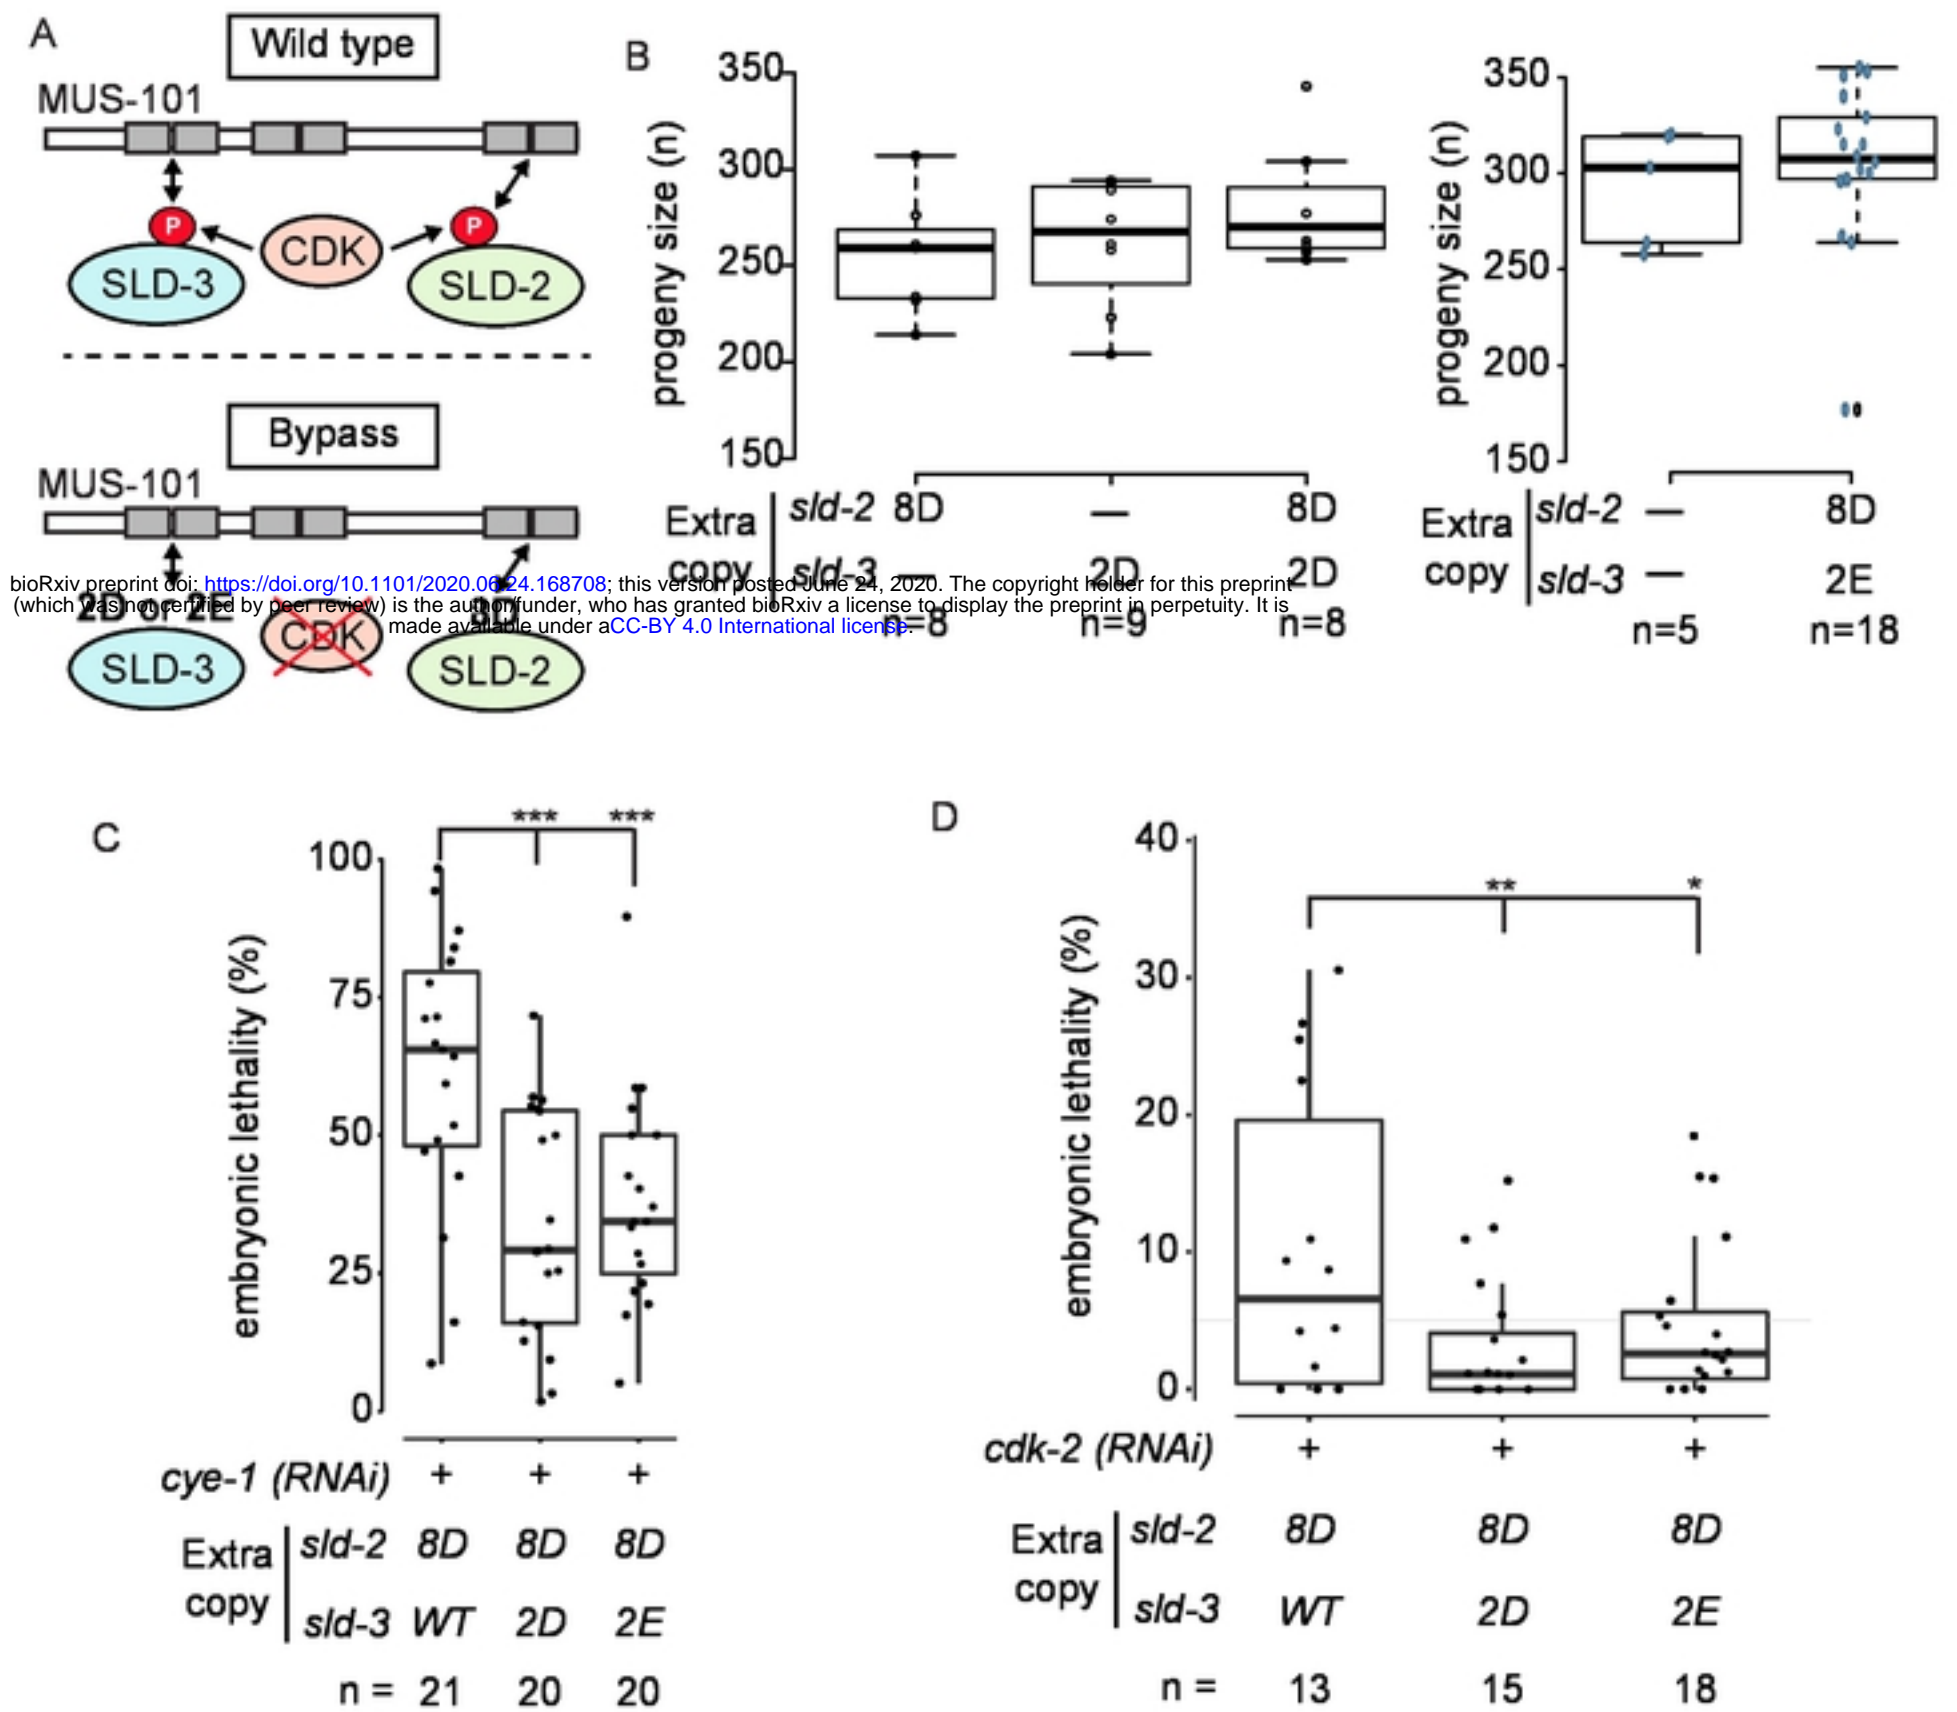 A
Wild type
MUS-101
P
P
CDK
SLD-3
SLD-2
Bypass
MUS-101
2D or 2E
8D
CDK
SLD-3
SLD-2
B
progeny size (n)
350
300
250
200
150
Extra copy
sld-2 8D — 8D
sld-3 — 2D 2D
n=8 n=9 n=8
progeny size (n)
350
300
250
200
150
Extra copy
sld-2 — 8D
sld-3 — 2E
n=5 n=18
bioRxiv preprint doi: https://doi.org/10.1101/2020.06.24.168708; this version posted June 24, 2020. The copyright holder for this preprint
(which was not certified by peer review) is the author/funder, who has granted bioRxiv a license to display the preprint in perpetuity. It is
made available under aCC-BY 4.0 International license.
C
*** ***
embryonic lethality (%)
100
75
50
25
0
cye-1 (RNAi) + + +
Extra copy
sld-2 8D 8D 8D
sld-3 WT 2D 2E
n = 21 20 20
D
** *
embryonic lethality (%)
40
30
20
10
0
cdk-2 (RNAi) + + +
Extra copy
sld-2 8D 8D 8D
sld-3 WT 2D 2E
n = 13 15 18